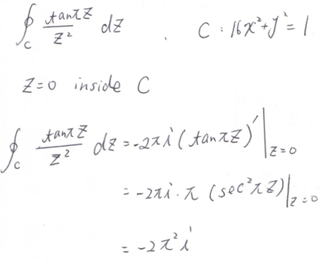 ∮_C tanπz/z² dz . C : 16x²+y²=1
z=0 inside C
∮_C tanπz/z² dz = -2πi (tanπz)'|_{z=0}
= -2πi · π (sec²πz)|_{z=0}
= -2π²i